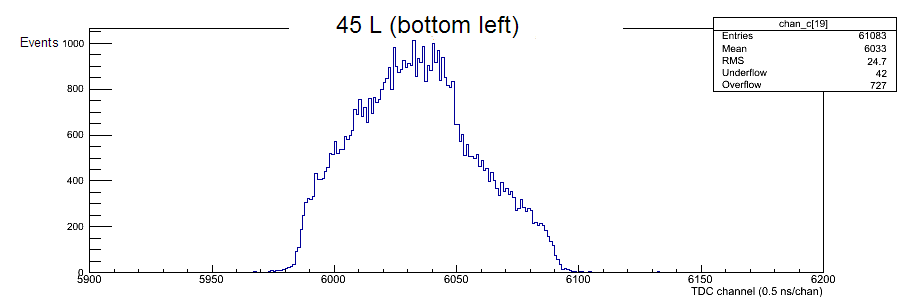 45 L (bottom left)
Events
chan_c[19]
Entries 61083
Mean 6033
RMS 24.7
Underflow 42
Overflow 727
1000
800
600
400
200
0
5900 5950 6000 6050 6100 6150 6200
TDC channel (0.5 ns/chan)